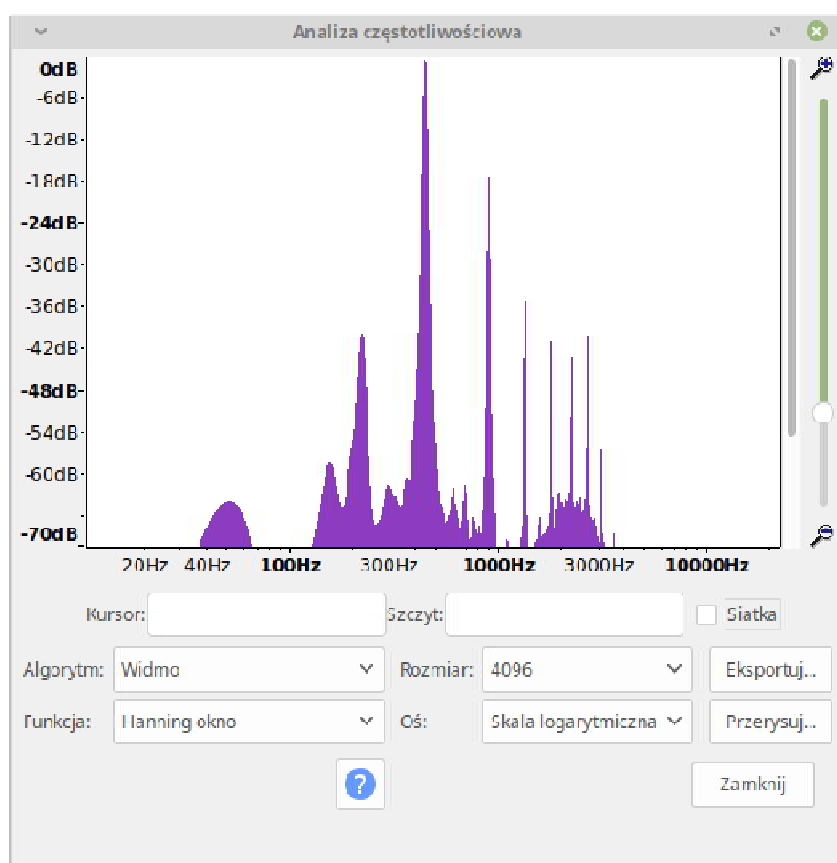 Analiza częstotliwościowa
0dB
-6dB
-12dB
-18dB
-24dB
-30dB
-36dB
-42dB
-48dB
-54dB
-60dB
-70dB
20Hz 40Hz 100Hz 300Hz 1000Hz 3000Hz 10000Hz
Kursor: Szczyt: Siatka
Algorytm: Widmo Rozmiar: 4096 Eksportuj...
Funkcja: Hanning okno Oś: Skala logarytmiczna Przerysuj...
?
Zamknij